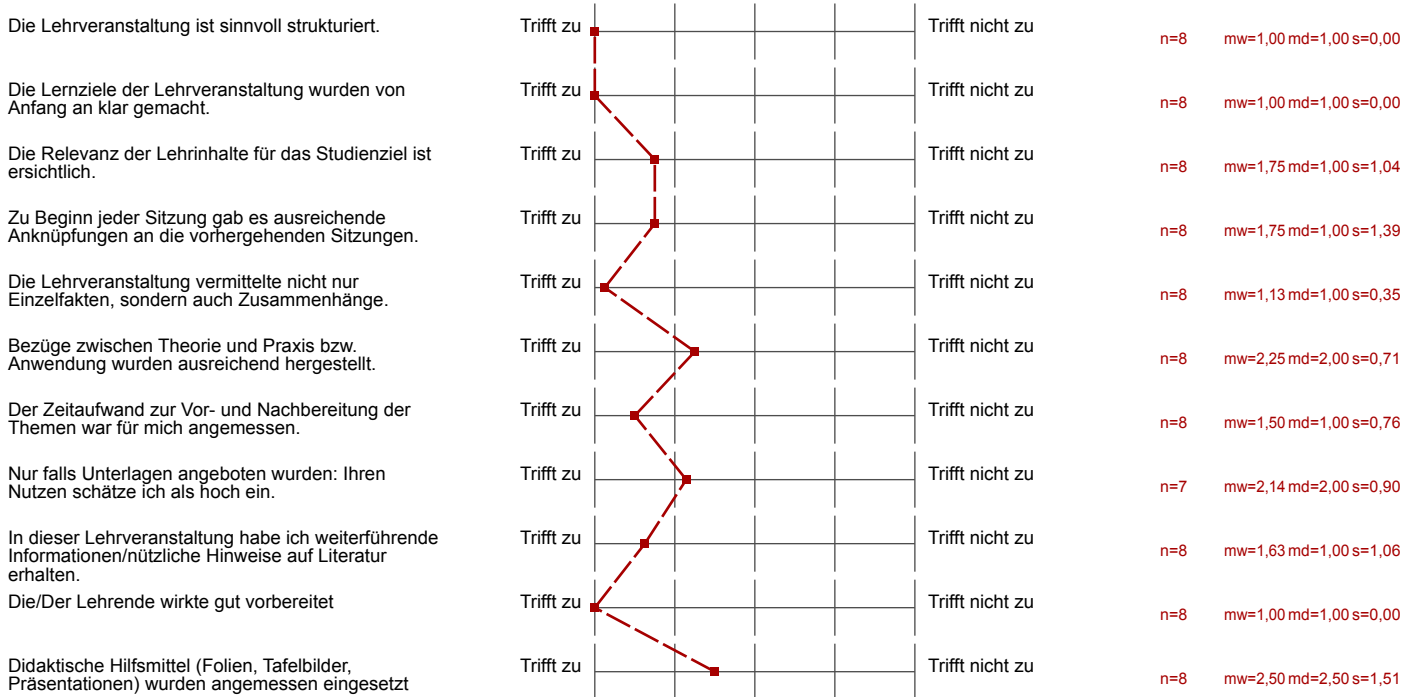 Die Lehrveranstaltung ist sinnvoll strukturiert. Trifft zu Trifft nicht zu n=8 mw=1,00 md=1,00 s=0,00
Die Lernziele der Lehrveranstaltung wurden von
Anfang an klar gemacht. Trifft zu Trifft nicht zu n=8 mw=1,00 md=1,00 s=0,00
Die Relevanz der Lehrinhalte für das Studienziel ist
ersichtlich. Trifft zu Trifft nicht zu n=8 mw=1,75 md=1,00 s=1,04
Zu Beginn jeder Sitzung gab es ausreichende
Anknüpfungen an die vorhergehenden Sitzungen. Trifft zu Trifft nicht zu n=8 mw=1,75 md=1,00 s=1,39
Die Lehrveranstaltung vermittelte nicht nur
Einzelfakten, sondern auch Zusammenhänge. Trifft zu Trifft nicht zu n=8 mw=1,13 md=1,00 s=0,35
Bezüge zwischen Theorie und Praxis bzw.
Anwendung wurden ausreichend hergestellt. Trifft zu Trifft nicht zu n=8 mw=2,25 md=2,00 s=0,71
Der Zeitaufwand zur Vor- und Nachbereitung der
Themen war für mich angemessen. Trifft zu Trifft nicht zu n=8 mw=1,50 md=1,00 s=0,76
Nur falls Unterlagen angeboten wurden: Ihren
Nutzen schätze ich als hoch ein. Trifft zu Trifft nicht zu n=7 mw=2,14 md=2,00 s=0,90
In dieser Lehrveranstaltung habe ich weiterführende
Informationen/nützliche Hinweise auf Literatur
erhalten. Trifft zu Trifft nicht zu n=8 mw=1,63 md=1,00 s=1,06
Die/Der Lehrende wirkte gut vorbereitet Trifft zu Trifft nicht zu n=8 mw=1,00 md=1,00 s=0,00
Didaktische Hilfsmittel (Folien, Tafelbilder,
Präsentationen) wurden angemessen eingesetzt Trifft zu Trifft nicht zu n=8 mw=2,50 md=2,50 s=1,51